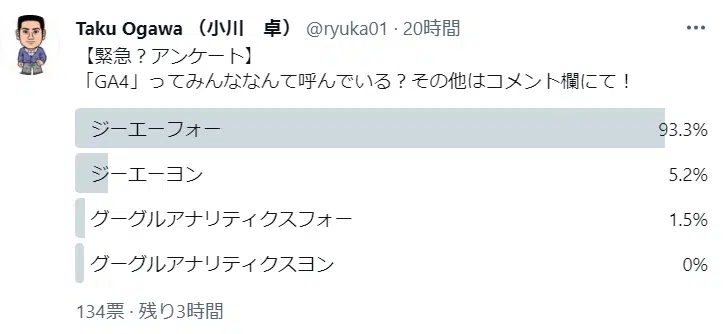 Taku Ogawa （小川　卓） @ryuka01 · 20時間
【緊急？アンケート】
「GA4」ってみんななんて呼んでいる？その他はコメント欄にて！
ジーエーフォー 93.3%
ジーエーヨン 5.2%
グーグルアナリティクスフォー 1.5%
グーグルアナリティクスヨン 0%
134票 · 残り3時間